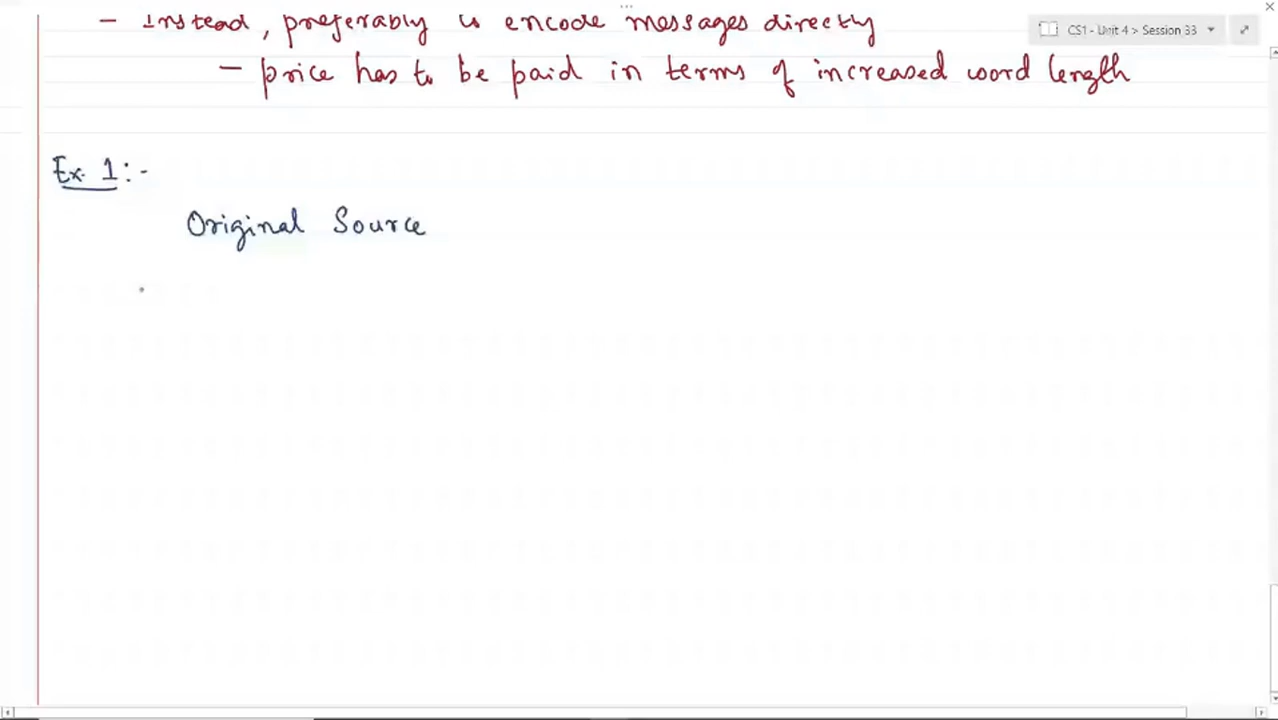 - Instead, preferably is encode messages directly
CS1 - Unit 4 > Session 33
- price has to be paid in terms of increased word length
Ex. 1:-
Original Source